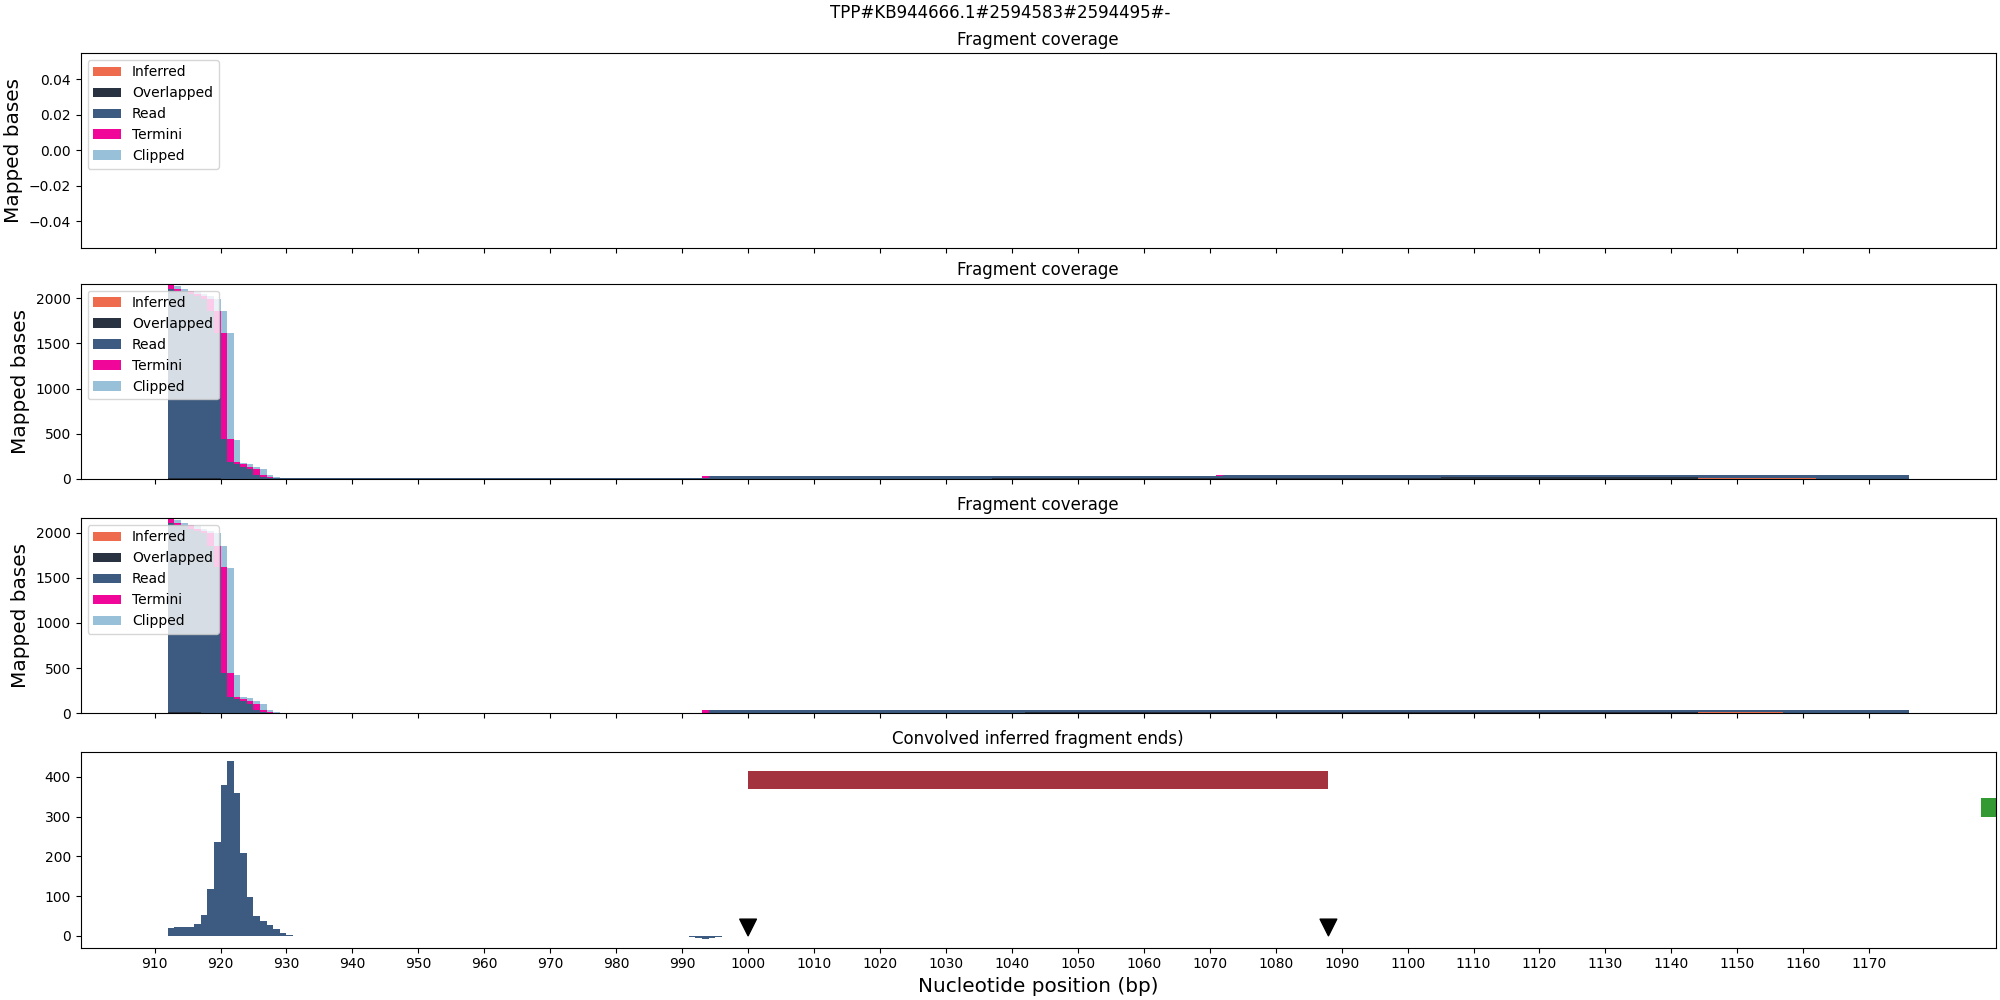 TPP#KB944666.1#2594583#2594495#-
Fragment coverage
Mapped bases
0.04
0.02
0.00
−0.02
−0.04
Inferred
Overlapped
Read
Termini
Clipped
Fragment coverage
Mapped bases
2000
1500
1000
500
0
Inferred
Overlapped
Read
Termini
Clipped
Fragment coverage
Mapped bases
2000
1500
1000
500
0
Inferred
Overlapped
Read
Termini
Clipped
Convolved inferred fragment ends)
400
300
200
100
0
910 920 930 940 950 960 970 980 990 1000 1010 1020 1030 1040 1050 1060 1070 1080 1090 1100 1110 1120 1130 1140 1150 1160 1170
Nucleotide position (bp)